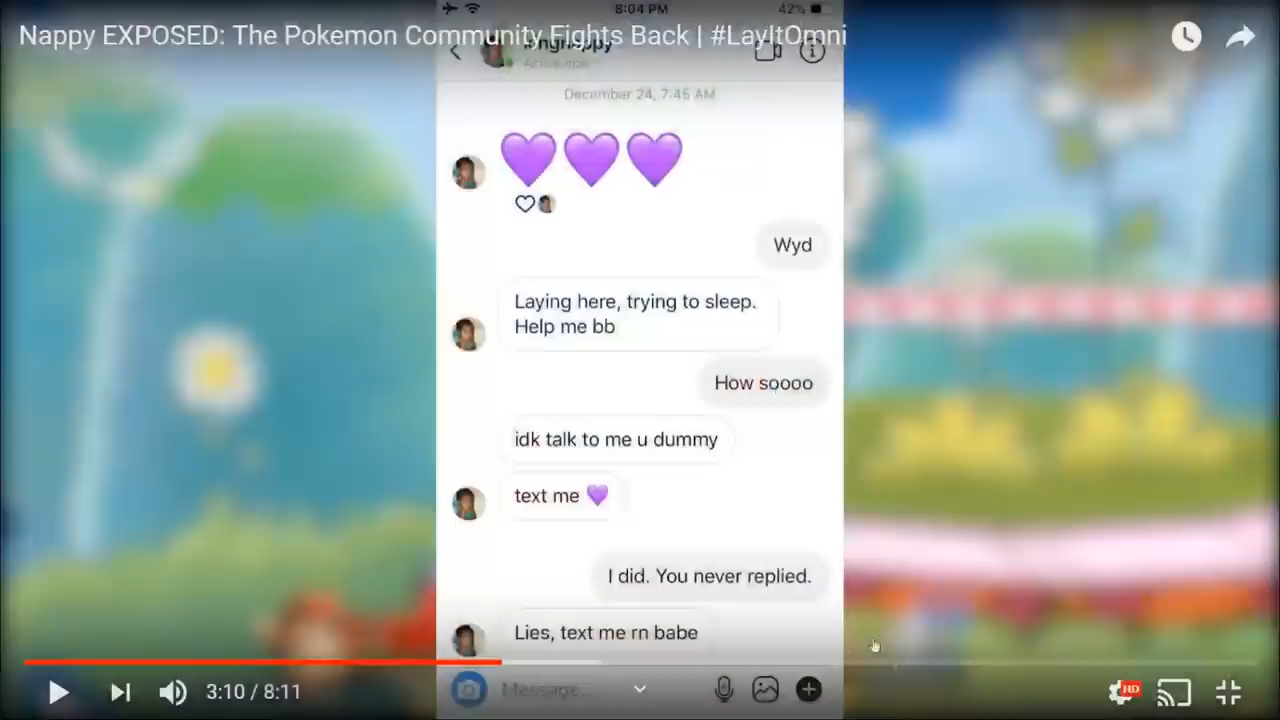 8:04 PM
42%
Nappy EXPOSED: The Pokemon Community Fights Back | #LayItOmni
December 24, 7:45 AM
Wyd
Laying here, trying to sleep.
Help me bb
How soooo
idk talk to me u dummy
text me 💜
I did. You never replied.
Lies, text me rn babe
Message...
3:10 / 8:11
HD